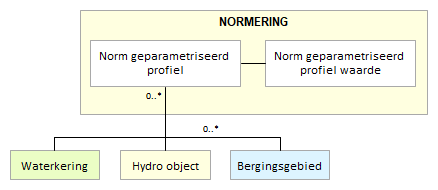 NORMERING
Norm geparametriseerd
profiel
Norm geparametriseerd
profiel waarde
0..*
0..*
Waterkering
Hydro object
Bergingsgebied